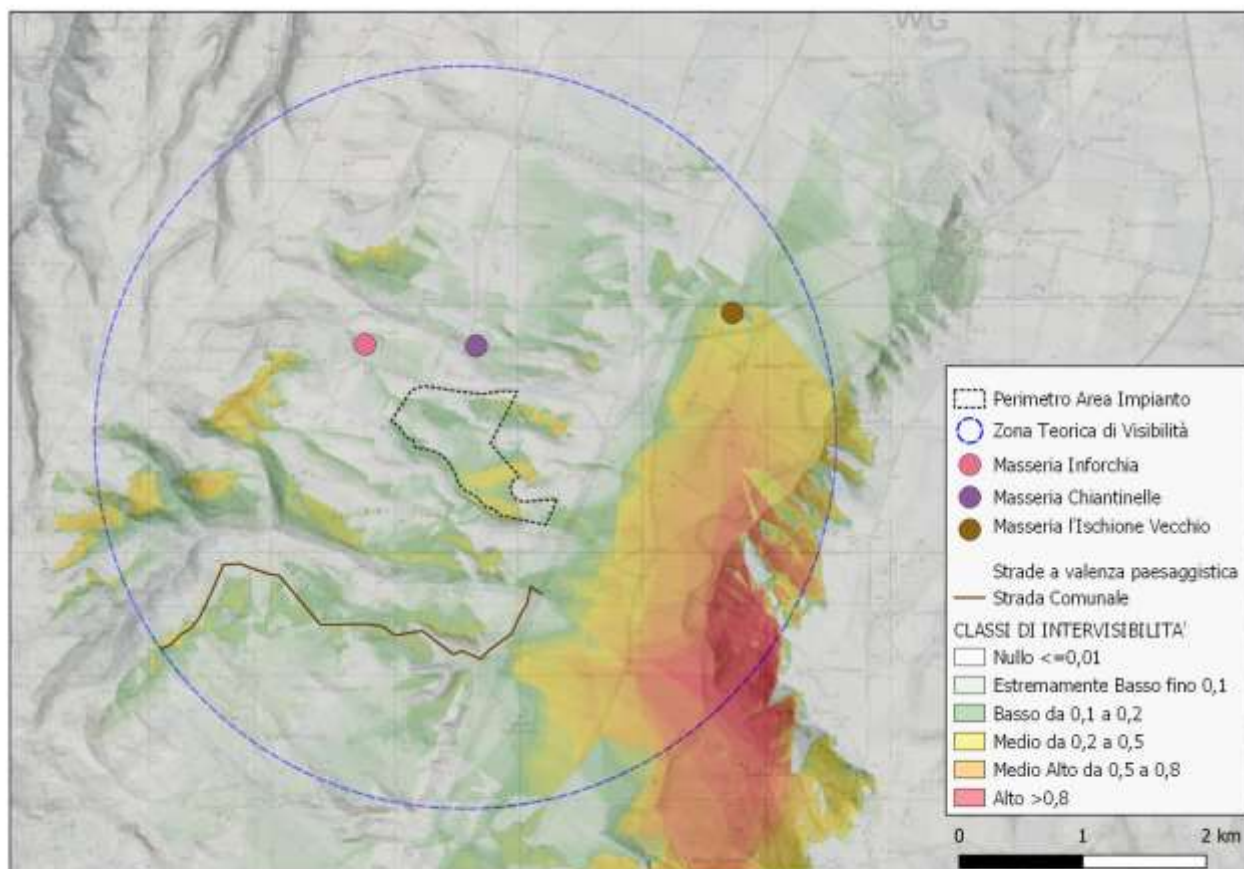 WG
Perimetro Area Impianto
Zona Teorica di Visibilità
Masseria Inforchia
Masseria Chiantinelle
Masseria l'Ischione Vecchio
Strade a valenza paesaggistica
Strada Comunale
CLASSI DI INTERVISIBILITA'
Nullo <=0,01
Estremamente Basso fino 0,1
Basso da 0,1 a 0,2
Medio da 0,2 a 0,5
Medio Alto da 0,5 a 0,8
Alto >0,8
0 1 2 km